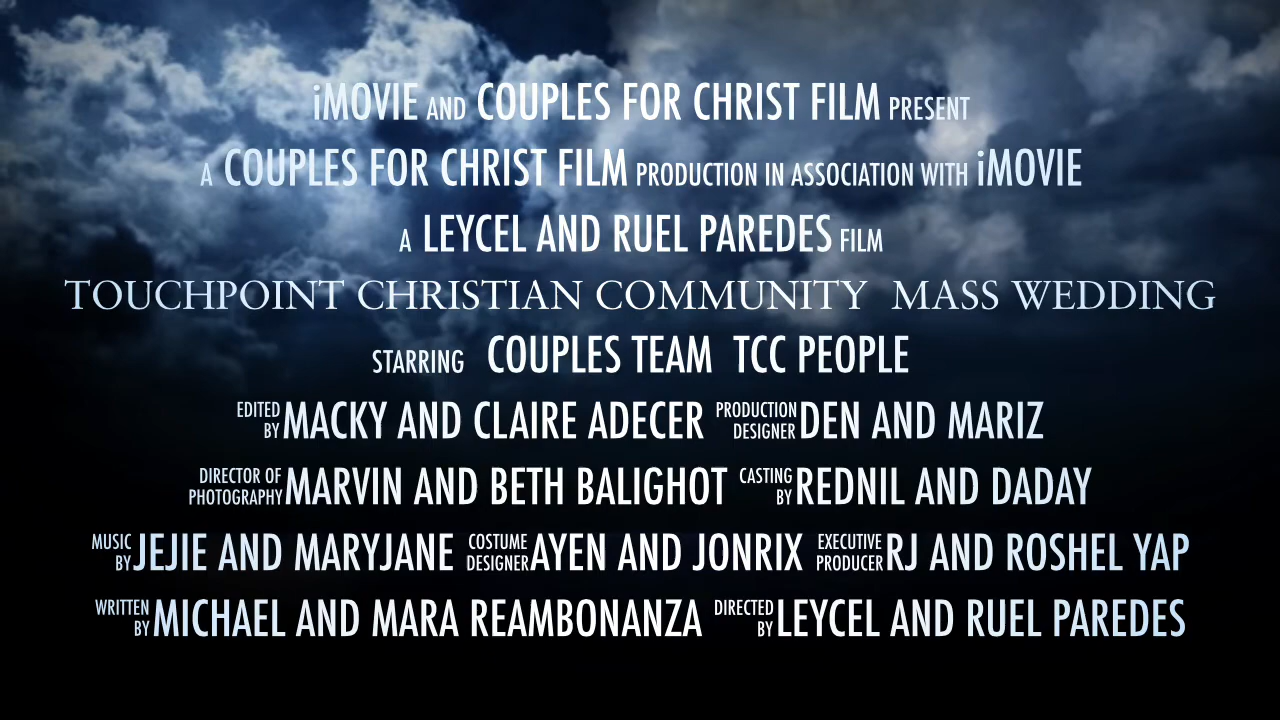 iMOVIE AND COUPLES FOR CHRIST FILM PRESENT
A COUPLES FOR CHRIST FILM PRODUCTION IN ASSOCIATION WITH iMOVIE
A LEYCEL AND RUEL PAREDES FILM
TOUCHPOINT CHRISTIAN COMMUNITY MASS WEDDING
STARRING COUPLES TEAM TCC PEOPLE
EDITED BY MACKY AND CLAIRE ADECER PRODUCTION DESIGNER DEN AND MARIZ
DIRECTOR OF PHOTOGRAPHY MARVIN AND BETH BALIGHOT CASTING BY REDNIL AND DADAY
MUSIC BY JEJIE AND MARYJANE COSTUME DESIGNER AYEN AND JONRIX EXECUTIVE PRODUCER RJ AND ROSHEL YAP
WRITTEN BY MICHAEL AND MARA REAMBONANZA DIRECTED BY LEYCEL AND RUEL PAREDES